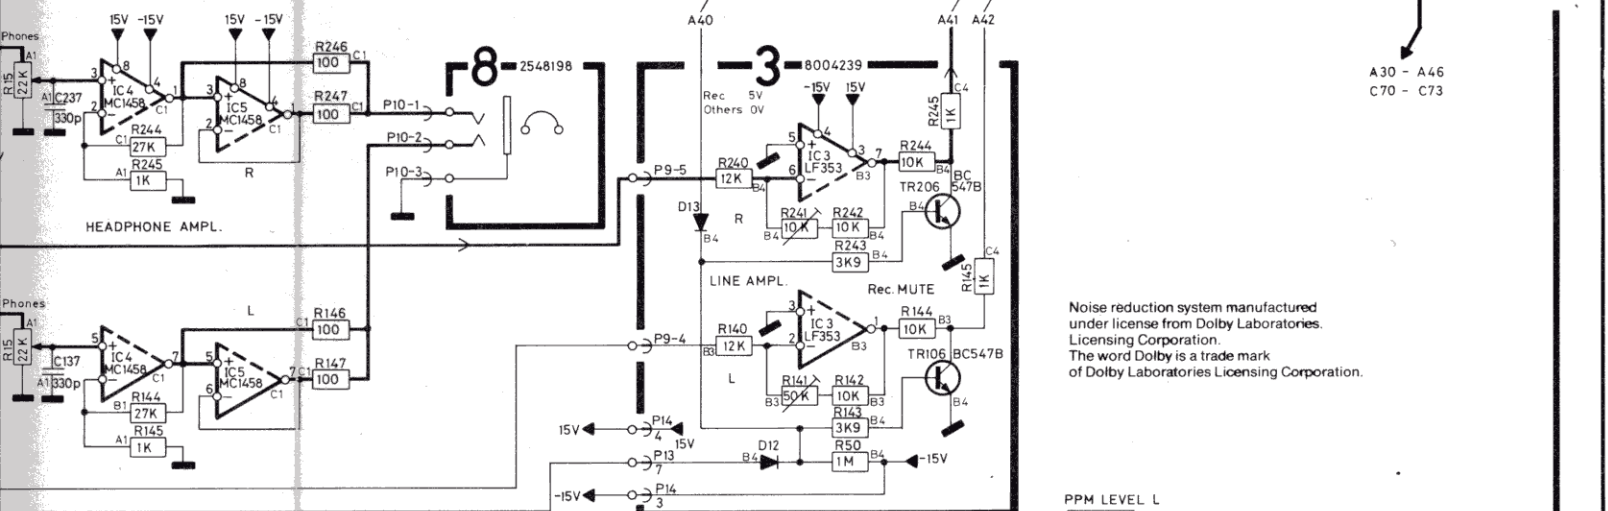 A40
A41 A42
15V -15V
15V -15V
Phones
R246
100
C1
8 2548198
3 8004239
A30 - A46
C70 - C73
A1
R15
22K
A1 C237
330p
8
3
+
4
IC4
MC1458
2
-
1
C1
8
3
+
4
IC5
MC1458
2
-
1
C1
R247
100
C1
P10-1
Rec 5V
Others 0V
-15V 15V
C4
R245
1K
C1
R244
27K
P10-2
5
+
4
IC3
LF353
3
6
-
7
B3
R244
10K
B4
A1
R245
1K
R
P10-3
P9-5
R240
12K
B4
BC
547B
TR206
B4
D13
B4
R
R241
10K
B4
R242
10K
B4
R243
3K9
B4
HEADPHONE AMPL.
C4
R145
1K
LINE AMPL.
Rec. MUTE
Phones
L
A1
R15
22K
C137
A1 330p
5
+
IC4
MC1458
-
7
C1
5
+
IC5
MC1458
6
-
7
C1
C1
R146
100
C1
R147
100
P9-4
B3
R140
12K
3
+
IC3
LF353
2
-
1
B3
R144
10K
B3
TR106 BC547B
B4
L
R141
50K
B3
R142
10K
B3
R143
3K9
B4
B1
R144
27K
A1
R145
1K
15V
P14
4
15V
P13
7
B4
D12
R50
1M
B4
-15V
-15V
P14
3
Noise reduction system manufactured
under license from Dolby Laboratories.
Licensing Corporation.
The word Dolby is a trade mark
of Dolby Laboratories Licensing Corporation.
PPM LEVEL L